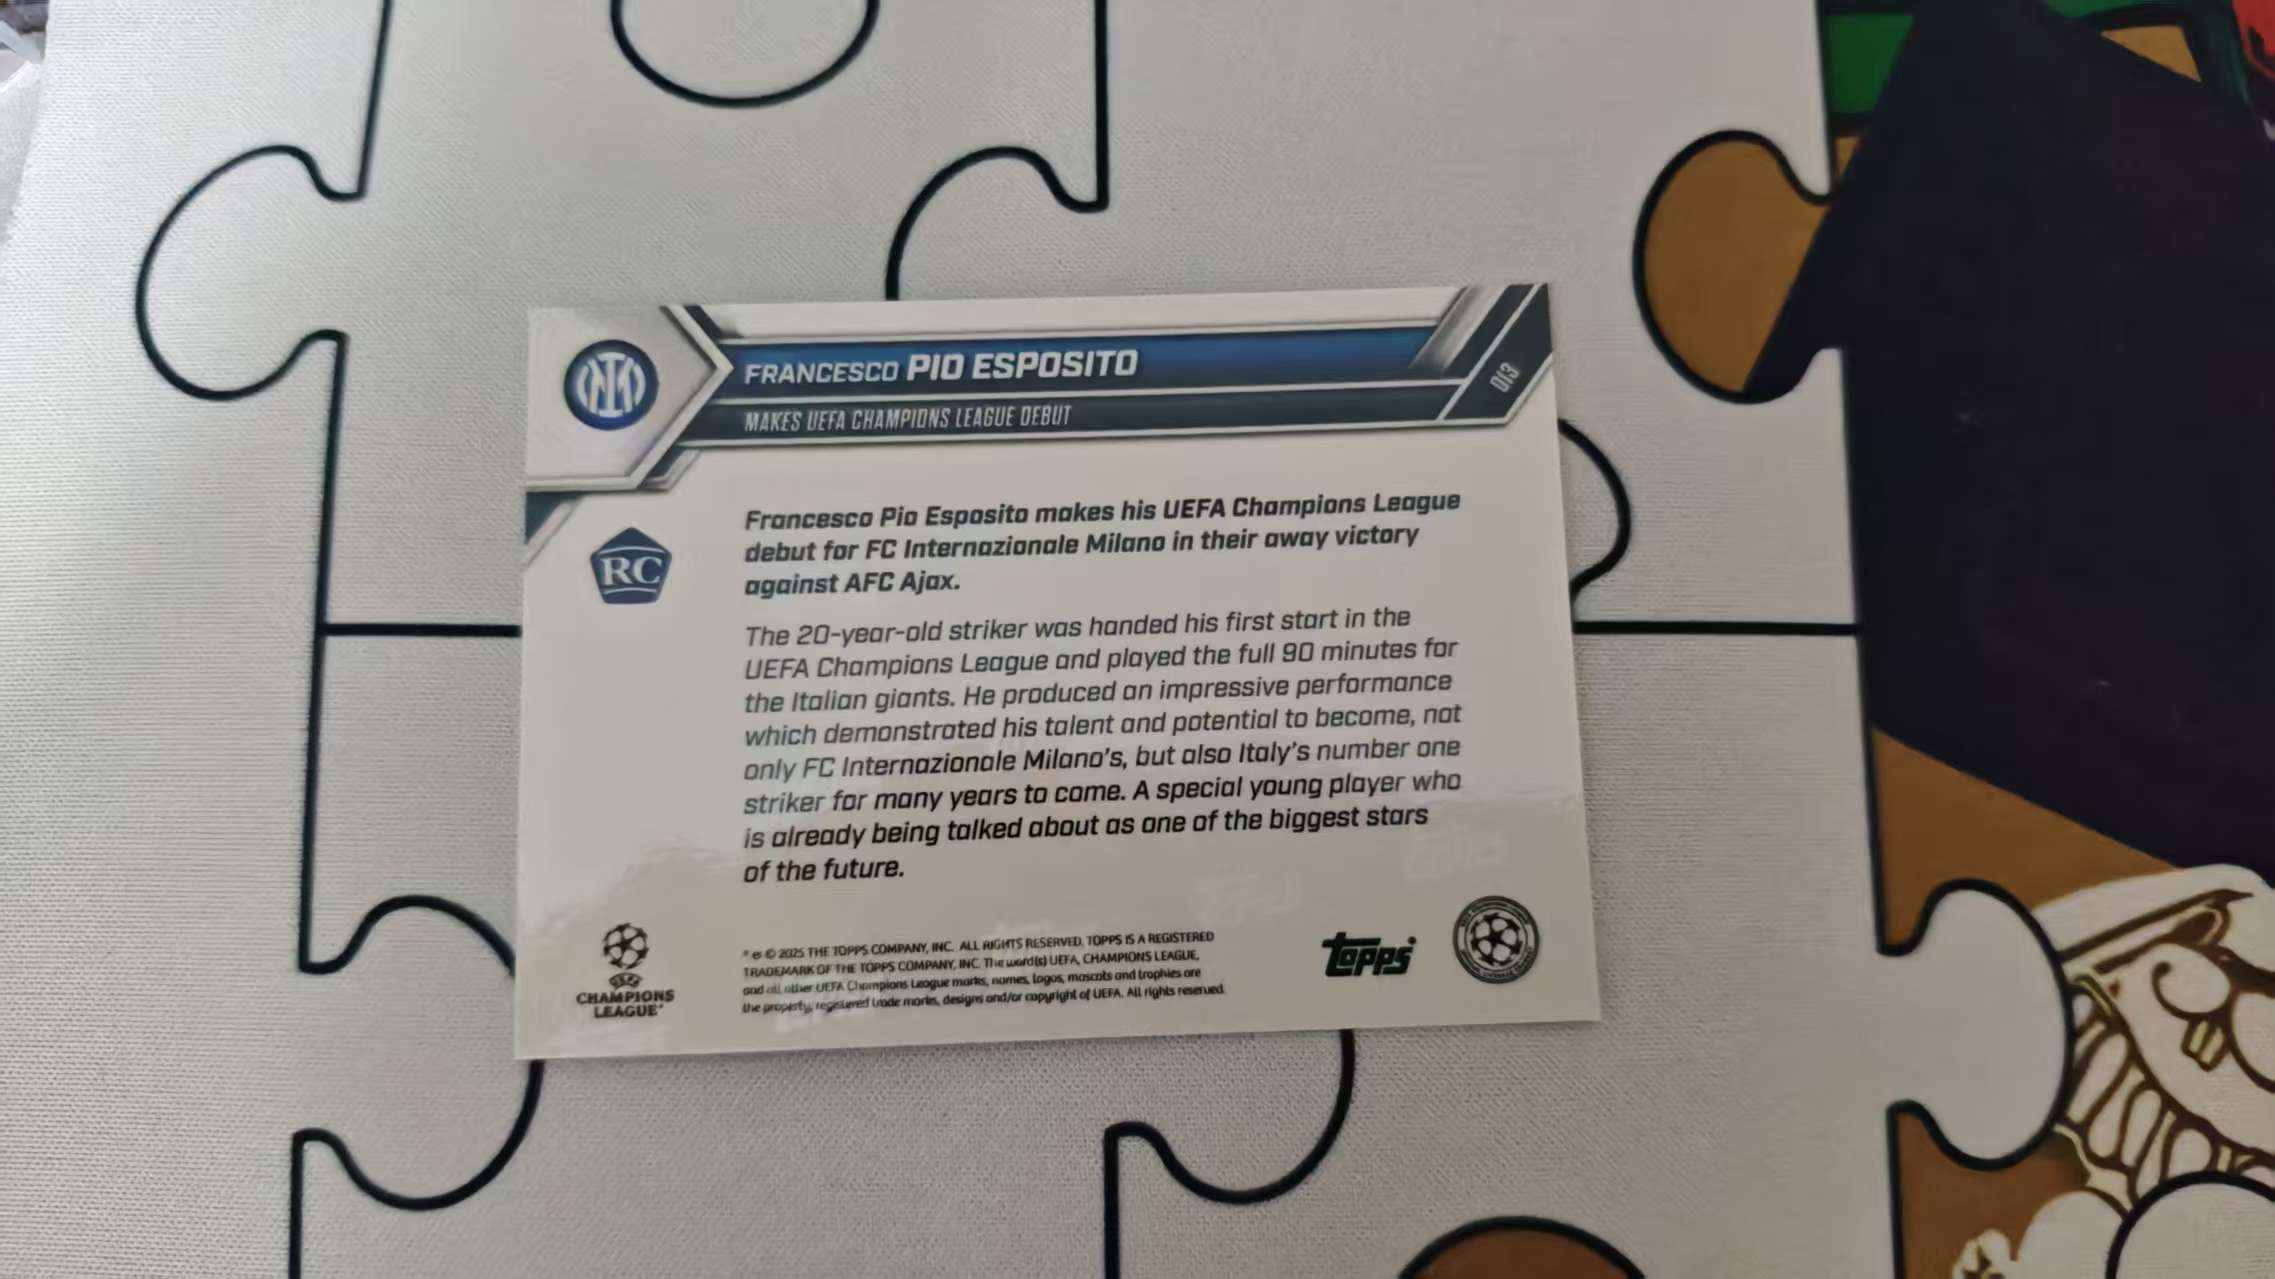 FRANCESCO PIO ESPOSITO
013
MAKES UEFA CHAMPIONS LEAGUE DEBUT
RC
Francesco Pio Esposito makes his UEFA Champions League
debut for FC Internazionale Milano in their away victory
against AFC Ajax.
The 20-year-old striker was handed his first start in the
UEFA Champions League and played the full 90 minutes for
the Italian giants. He produced an impressive performance
which demonstrated his talent and potential to become, not
only FC Internazionale Milano's, but also Italy's number one
striker for many years to come. A special young player who
is already being talked about as one of the biggest stars
of the future.
UEFA
CHAMPIONS
LEAGUE
® & © 2025 THE TOPPS COMPANY, INC. ALL RIGHTS RESERVED. TOPPS IS A REGISTERED
TRADEMARK OF THE TOPPS COMPANY, INC. The word(s) UEFA, CHAMPIONS LEAGUE,
and all other UEFA Champions League marks, names, logos, mascots and trophies are
the property, registered trade marks, designs and/or copyright of UEFA. All rights reserved.
topps